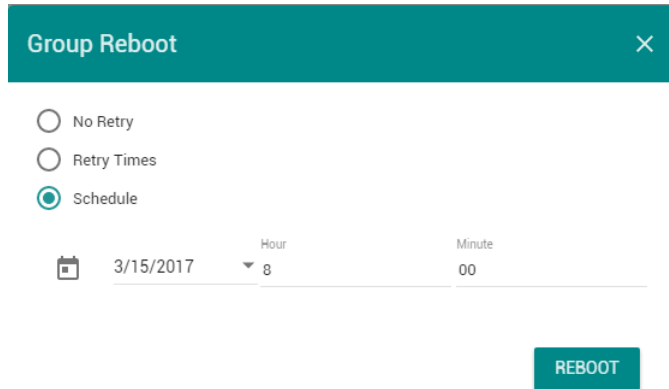 Group Reboot
No Retry
Retry Times
Schedule
Hour Minute
3/15/2017 8 00
REBOOT